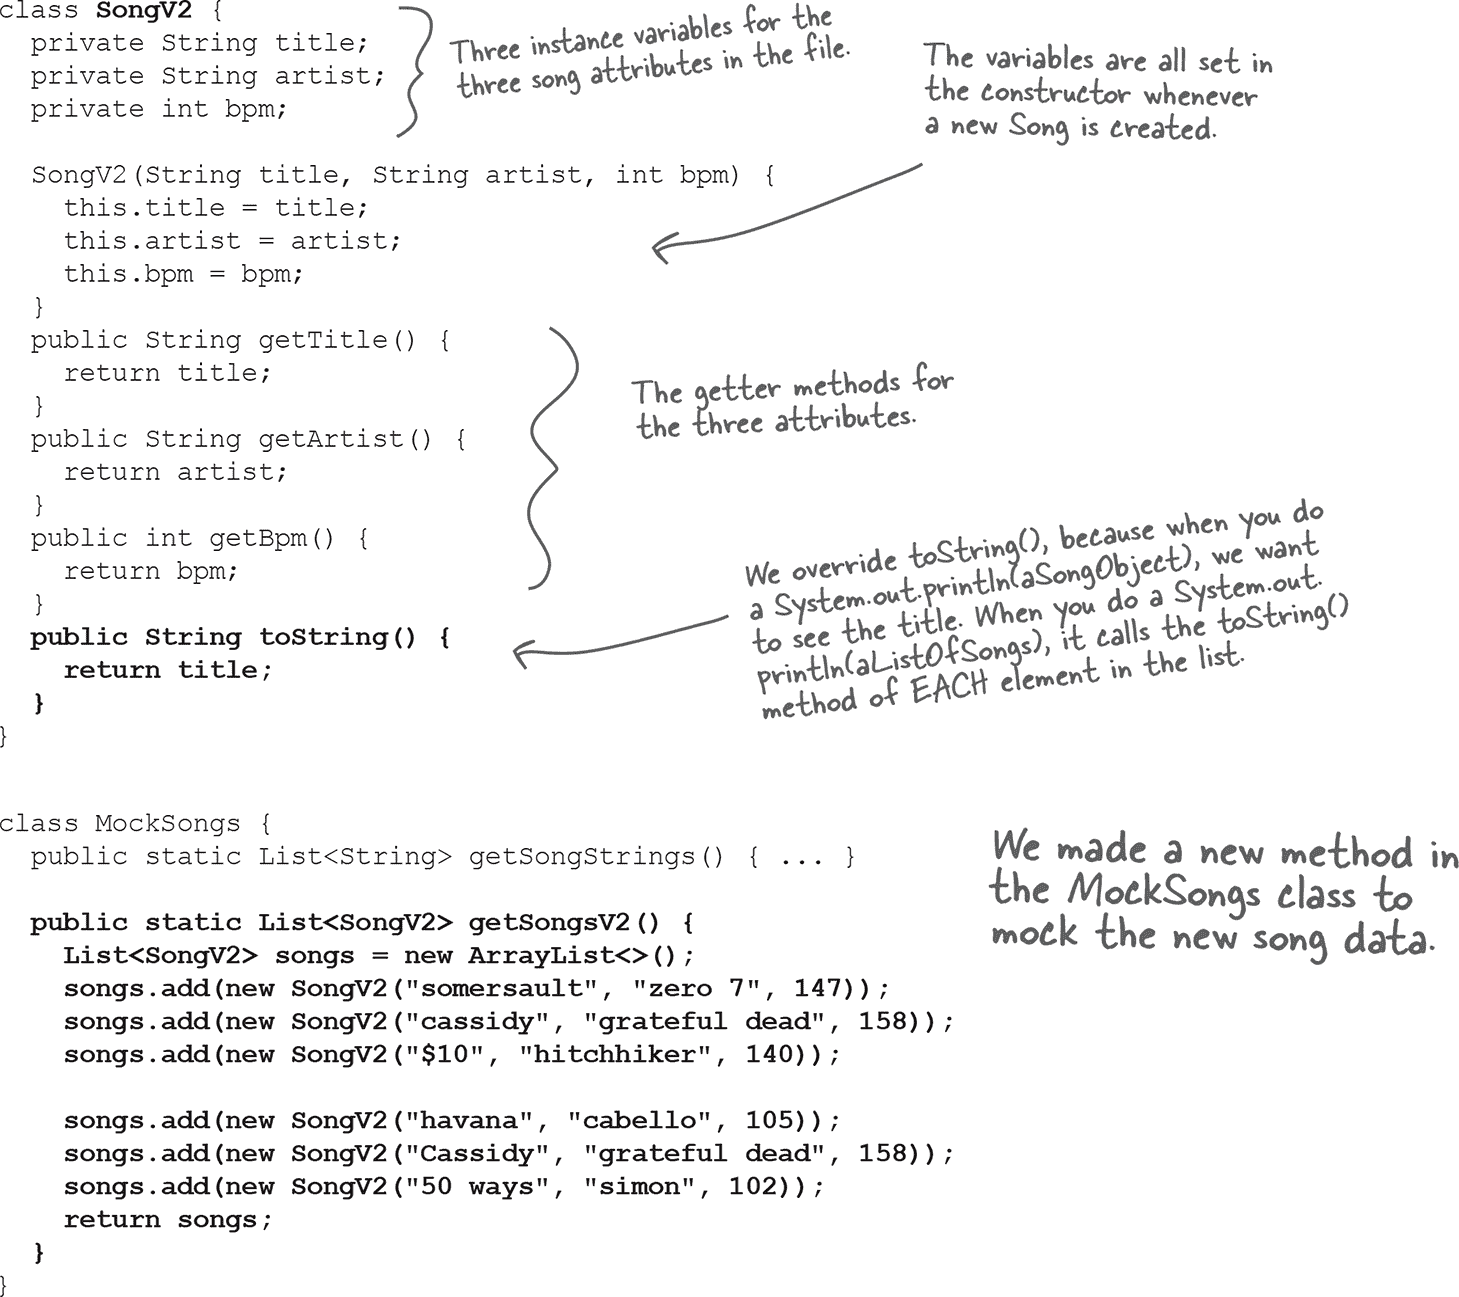 class SongV2 {
private String title;
private String artist;
private int bpm;
Three instance variables for the
three song attributes in the file.
The variables are all set in
the constructor whenever
a new Song is created.
SongV2(String title, String artist, int bpm) {
this.title = title;
this.artist = artist;
this.bpm = bpm;
}
public String getTitle() {
return title;
}
public String getArtist() {
return artist;
}
public int getBpm() {
return bpm;
}
The getter methods for
the three attributes.
public String toString() {
return title;
}
}
We override toString(), because when you do
a System.out.println(aSongObject), we want
to see the title. When you do a System.out.
println(aListOfSongs), it calls the toString()
method of EACH element in the list.
class MockSongs {
public static List<String> getSongStrings() { ... }
We made a new method in
the MockSongs class to
mock the new song data.
public static List<SongV2> getSongsV2() {
List<SongV2> songs = new ArrayList<>();
songs.add(new SongV2("somersault", "zero 7", 147));
songs.add(new SongV2("cassidy", "grateful dead", 158));
songs.add(new SongV2("$10", "hitchhiker", 140));
songs.add(new SongV2("havana", "cabello", 105));
songs.add(new SongV2("Cassidy", "grateful dead", 158));
songs.add(new SongV2("50 ways", "simon", 102));
return songs;
}
}